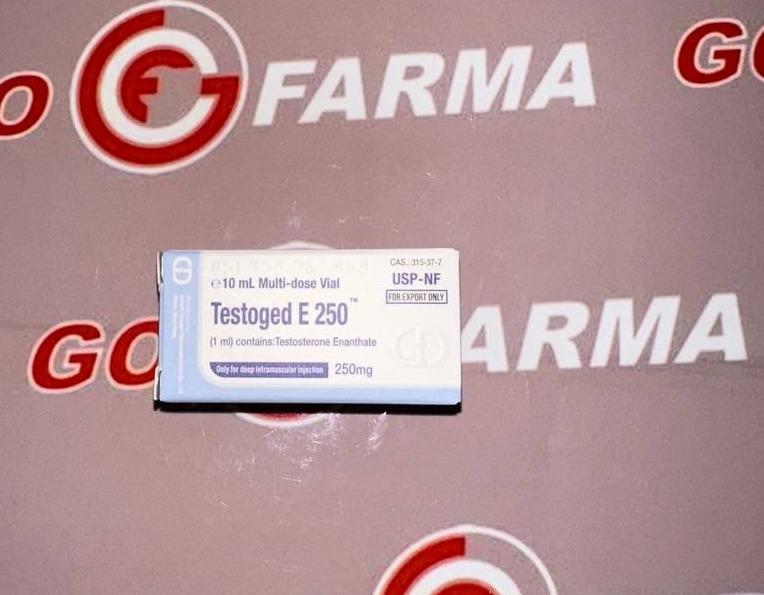 O FARMA GO
℮10 mL Multi-dose Vial
CAS.: 315-37-7
USP-NF
FOR EXPORT ONLY
Testoged E 250™
(1 ml) contains:Testosterone Enanthate
Only for deep intramuscular injection 250mg
GO ARMA